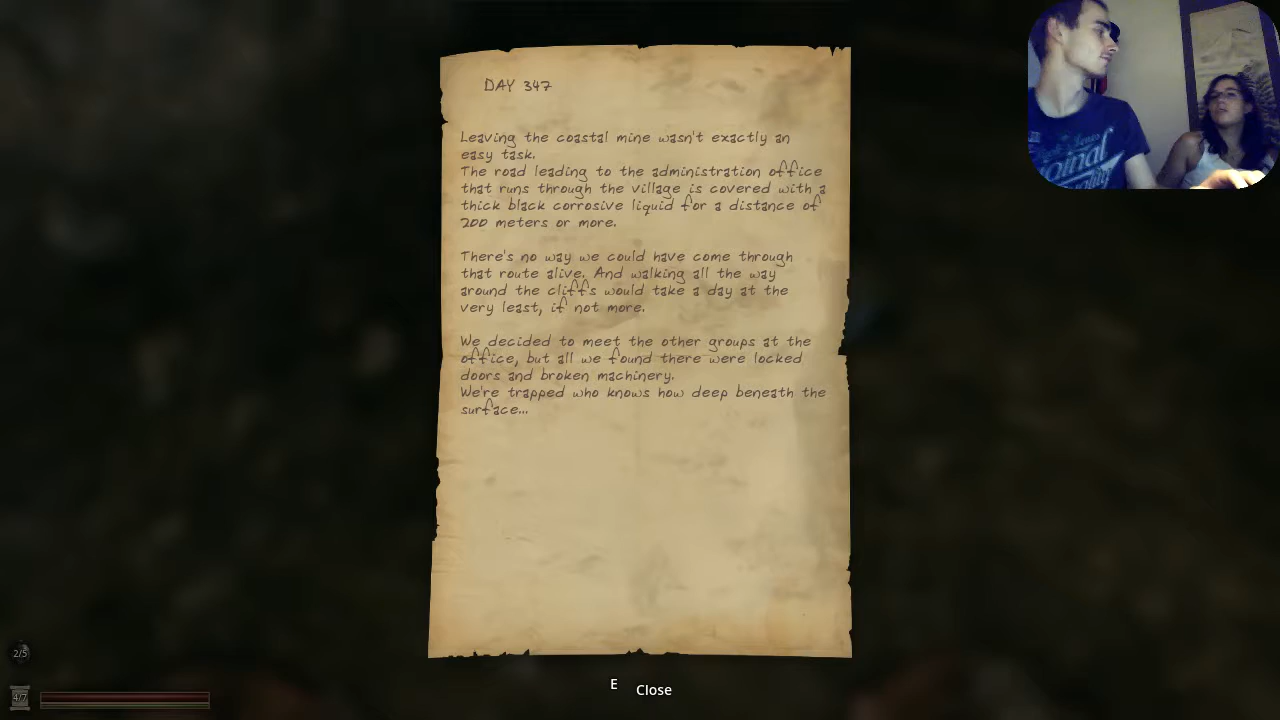 DAY 347
Leaving the coastal mine wasn't exactly an
easy task.
The road leading to the administration office
that runs through the village is covered with a
thick black corrosive liquid for a distance of
200 meters or more.
There's no way we could have come through
that route alive. And walking all the way
around the cliffs would take a day at the
very least, if not more.
We decided to meet the other groups at the
office, but all we found there were locked
doors and broken machinery.
We're trapped who knows how deep beneath the
surface...
2/5
4/7
E Close